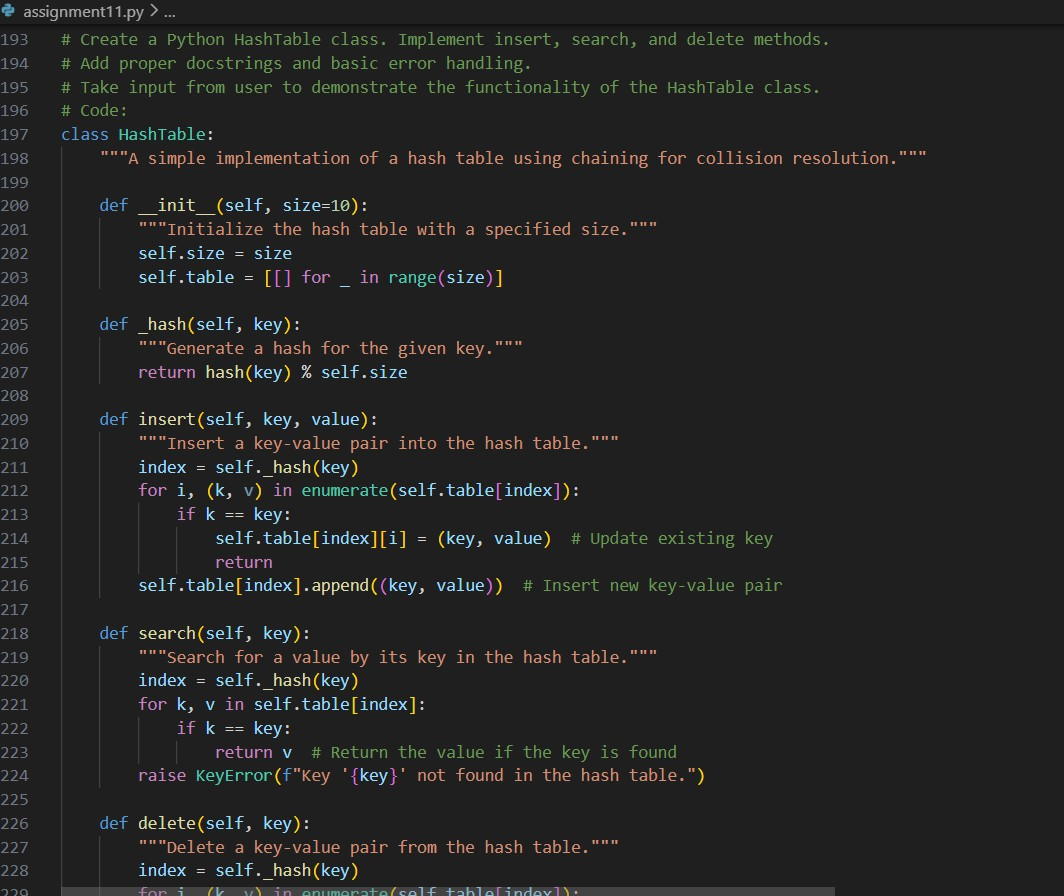 assignment11.py > ...
193 # Create a Python HashTable class. Implement insert, search, and delete methods.
194 # Add proper docstrings and basic error handling.
195 # Take input from user to demonstrate the functionality of the HashTable class.
196 # Code:
197 class HashTable:
198     """A simple implementation of a hash table using chaining for collision resolution."""
199
200     def __init__(self, size=10):
201         """Initialize the hash table with a specified size."""
202         self.size = size
203         self.table = [[] for _ in range(size)]
204
205     def _hash(self, key):
206         """Generate a hash for the given key."""
207         return hash(key) % self.size
208
209     def insert(self, key, value):
210         """Insert a key-value pair into the hash table."""
211         index = self._hash(key)
212         for i, (k, v) in enumerate(self.table[index]):
213             if k == key:
214                 self.table[index][i] = (key, value)  # Update existing key
215                 return
216         self.table[index].append((key, value))  # Insert new key-value pair
217
218     def search(self, key):
219         """Search for a value by its key in the hash table."""
220         index = self._hash(key)
221         for k, v in self.table[index]:
222             if k == key:
223                 return v  # Return the value if the key is found
224         raise KeyError(f"Key '{key}' not found in the hash table.")
225
226     def delete(self, key):
227         """Delete a key-value pair from the hash table."""
228         index = self._hash(key)
229         for i, (k, v) in enumerate(self.table[index]):